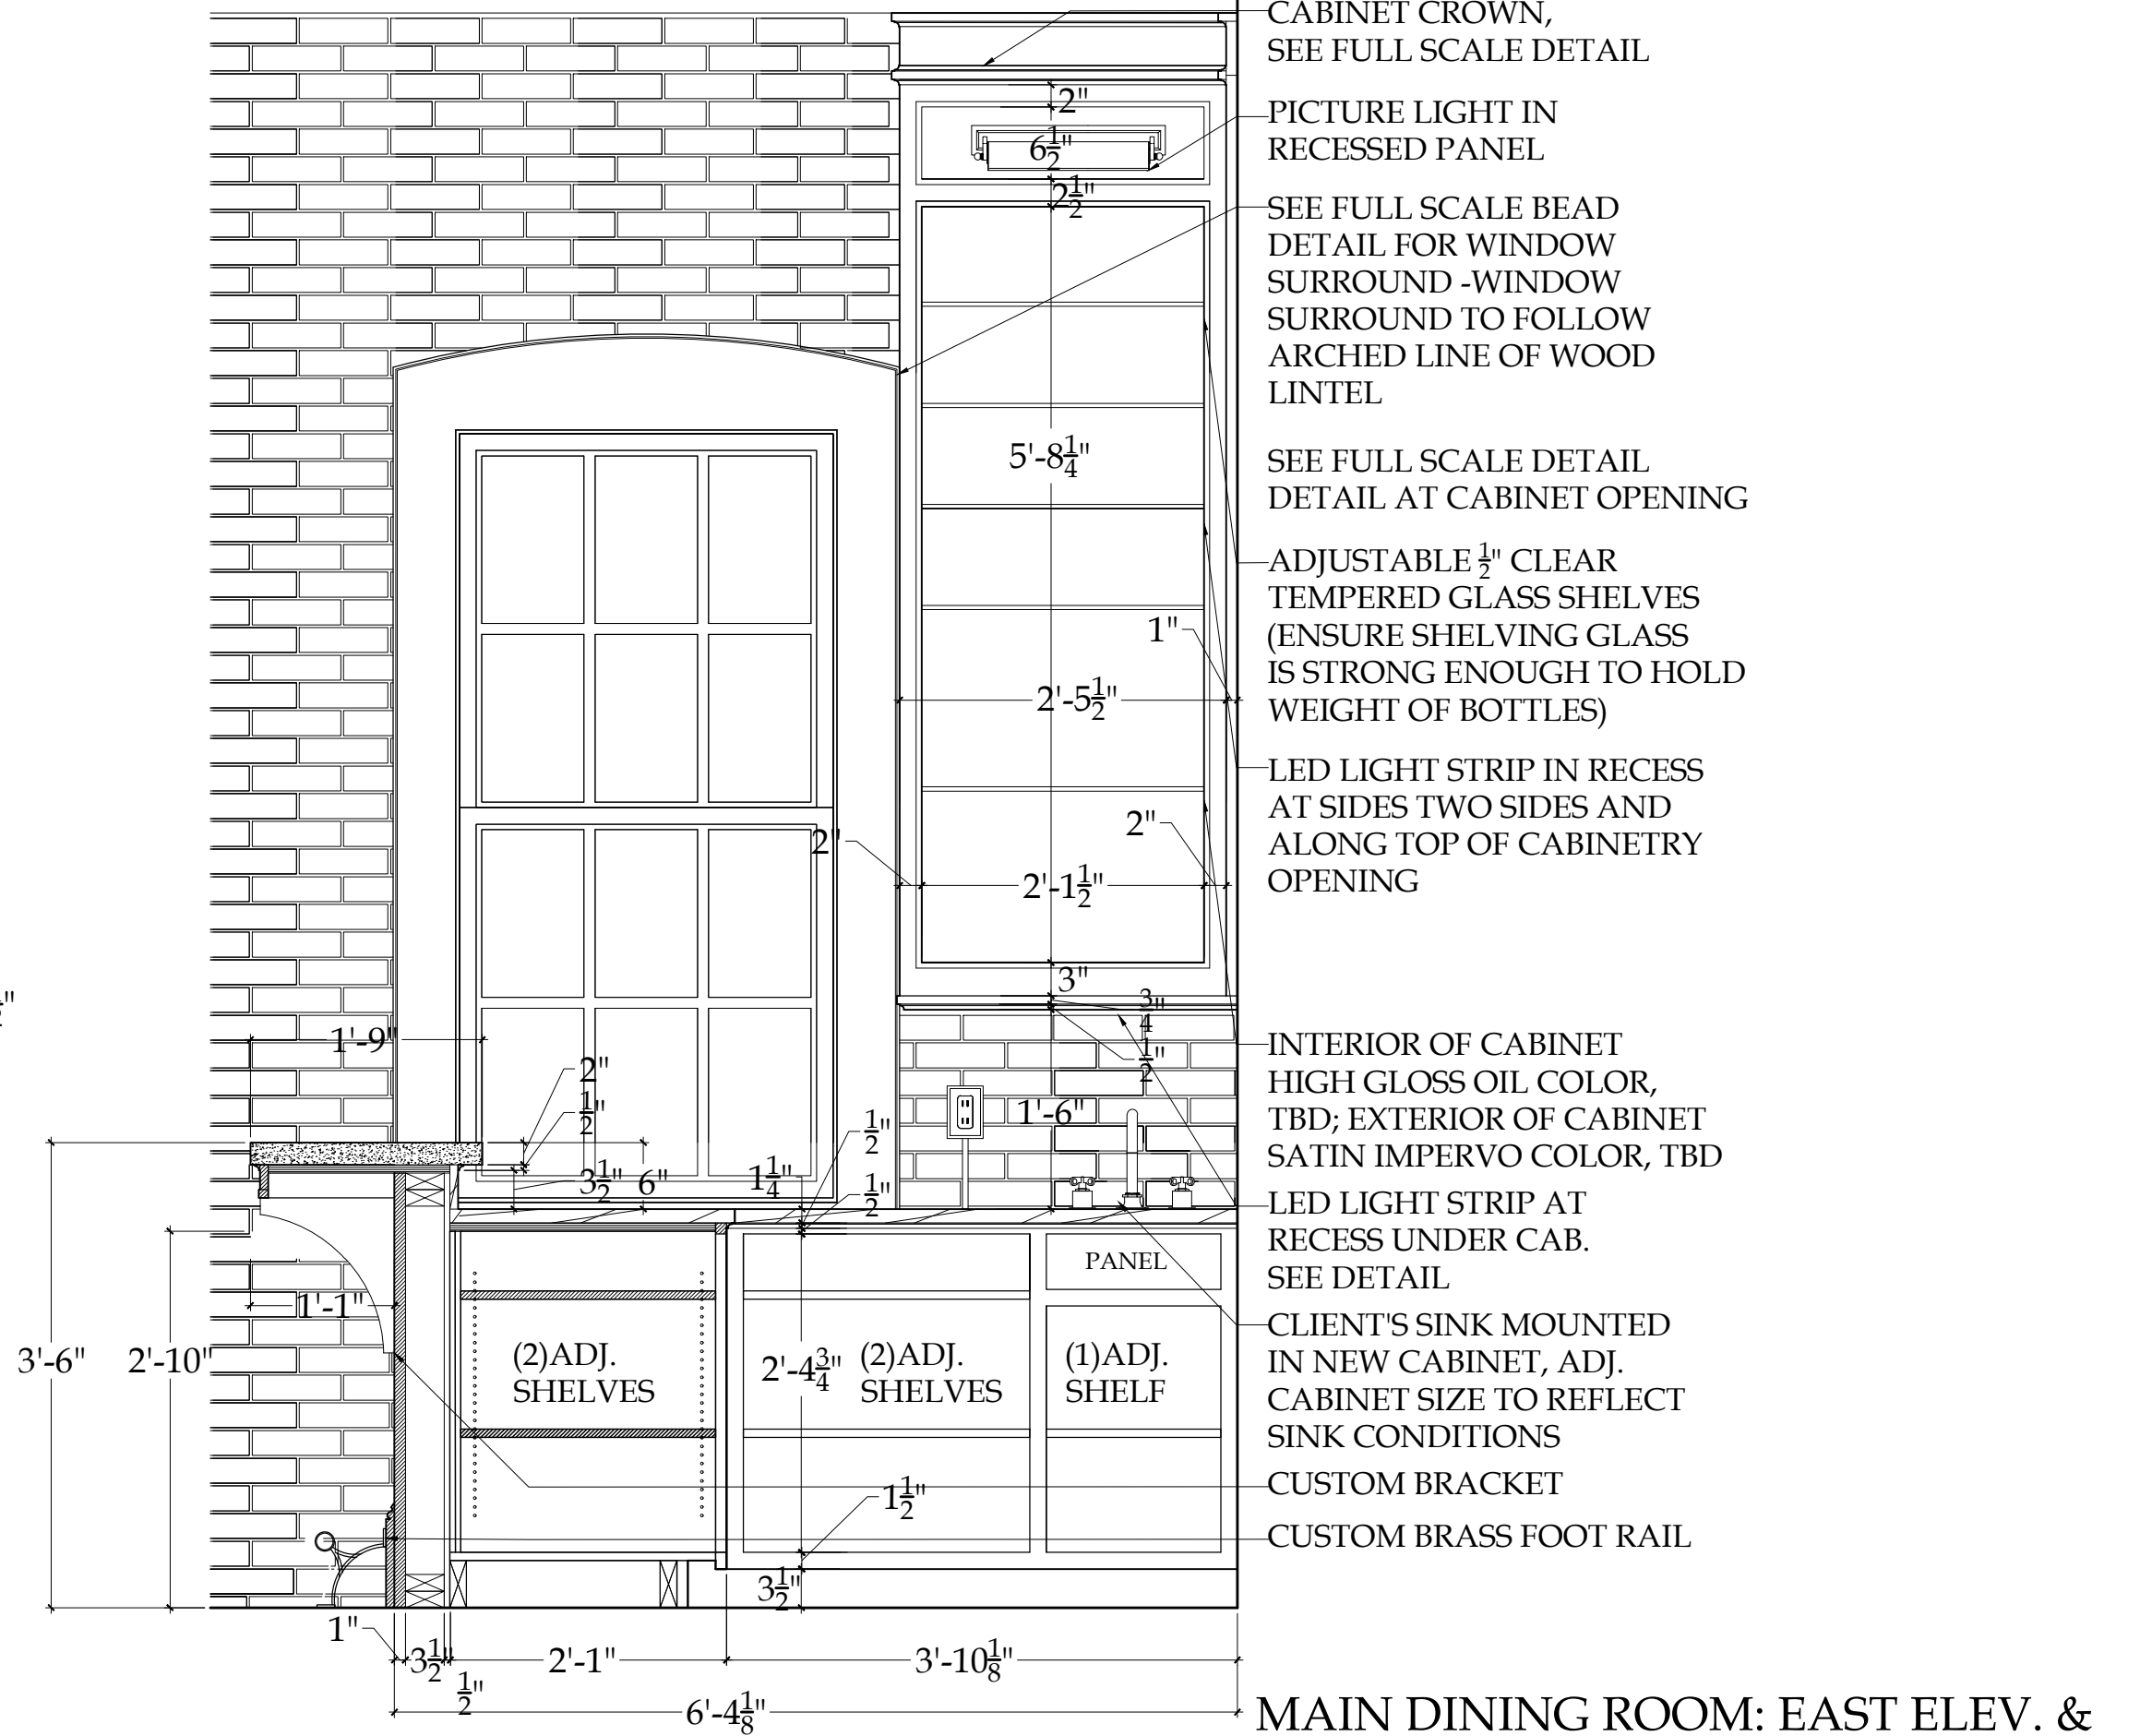 CABINET CROWN,
SEE FULL SCALE DETAIL
PICTURE LIGHT IN
RECESSED PANEL
SEE FULL SCALE BEAD
DETAIL FOR WINDOW
SURROUND -WINDOW
SURROUND TO FOLLOW
ARCHED LINE OF WOOD
LINTEL
SEE FULL SCALE DETAIL
DETAIL AT CABINET OPENING
ADJUSTABLE 1/2" CLEAR
TEMPERED GLASS SHELVES
(ENSURE SHELVING GLASS
IS STRONG ENOUGH TO HOLD
WEIGHT OF BOTTLES)
LED LIGHT STRIP IN RECESS
AT SIDES TWO SIDES AND
ALONG TOP OF CABINETRY
OPENING
INTERIOR OF CABINET
HIGH GLOSS OIL COLOR,
TBD; EXTERIOR OF CABINET
SATIN IMPERVO COLOR, TBD
LED LIGHT STRIP AT
RECESS UNDER CAB.
SEE DETAIL
CLIENT'S SINK MOUNTED
IN NEW CABINET, ADJ.
CABINET SIZE TO REFLECT
SINK CONDITIONS
CUSTOM BRACKET
CUSTOM BRASS FOOT RAIL
2"
6 1/2"
2 1/2"
5'-8 1/4"
1"
2'-5 1/2"
2"
2"
2'-1 1/2"
3"
3/4"
1/2"
1'-6"
1'-9"
2"
1/2"
3 1/2"
6"
1 1/4"
1/2"
1/2"
PANEL
1'-1"
3'-6"
2'-10"
(2)ADJ.
SHELVES
2'-4 3/4"
(2)ADJ.
SHELVES
(1)ADJ.
SHELF
1 1/2"
3 1/2"
1"
3 1/2"
1/2"
2'-1"
3'-10 1/8"
6'-4 1/8"
MAIN DINING ROOM: EAST ELEV. &